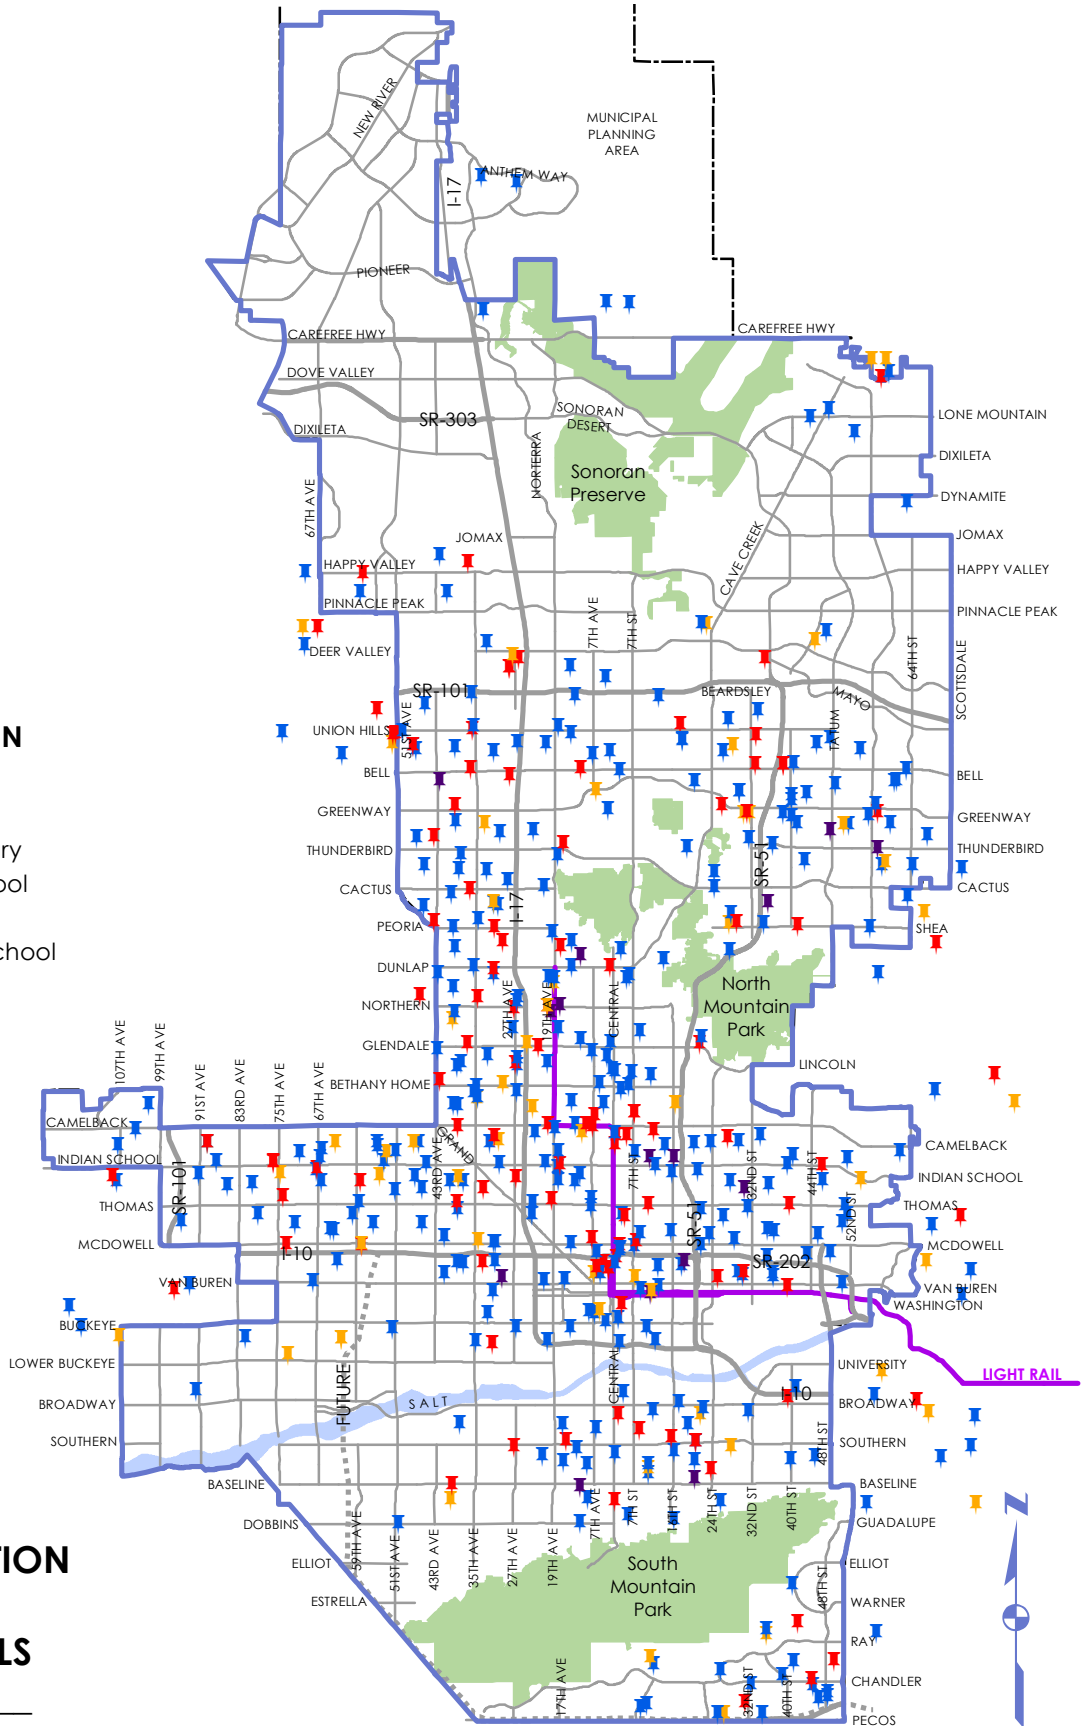 MUNICIPAL
PLANNING
AREA
NEW RIVER
ANTHEM WAY
I-17
PIONEER
CAREFREE HWY
CAREFREE HWY
DOVE VALLEY
SR-303
SONORAN
DESERT
LONE MOUNTAIN
DIXILETA
NORTERRA
DIXILETA
Sonoran
Preserve
67TH AVE
DYNAMITE
JOMAX
JOMAX
CAVE CREEK
HAPPY VALLEY
HAPPY VALLEY
PINNACLE PEAK
7TH AVE
7TH ST
PINNACLE PEAK
DEER VALLEY
64TH ST
SCOTTSDALE
SR-101
BEARDSLEY
MAYO
51ST AVE
TATUM
N
UNION HILLS
BELL
BELL
GREENWAY
GREENWAY
ry
THUNDERBIRD
SR-51
THUNDERBIRD
ool
CACTUS
CACTUS
I-17
PEORIA
SHEA
chool
DUNLAP
North
Mountain
Park
NORTHERN
27TH AVE
19TH AVE
CENTRAL
GLENDALE
LINCOLN
107TH AVE
99TH AVE
91ST AVE
83RD AVE
75TH AVE
67TH AVE
BETHANY HOME
CAMELBACK
GRAND
CAMELBACK
INDIAN SCHOOL
43RD AVE
7TH ST
32ND ST
44TH ST
INDIAN SCHOOL
SR-101
THOMAS
SR-51
52ND ST
THOMAS
MCDOWELL
I-10
MCDOWELL
SR-202
VAN BUREN
VAN BUREN
WASHINGTON
BUCKEYE
LOWER BUCKEYE
UNIVERSITY
LIGHT RAIL
FUTURE
CENTRAL
I-10
BROADWAY
SALT
BROADWAY
SOUTHERN
48TH ST
SOUTHERN
BASELINE
BASELINE
7TH AVE
7TH ST
16TH ST
24TH ST
32ND ST
40TH ST
DOBBINS
GUADALUPE
59TH AVE
51ST AVE
43RD AVE
35TH AVE
27TH AVE
19TH AVE
TION
ELLIOT
ELLIOT
South
Mountain
Park
48TH ST
ESTRELLA
WARNER
N
RAY
LS
17TH AVE
32ND ST
40TH ST
CHANDLER
PECOS